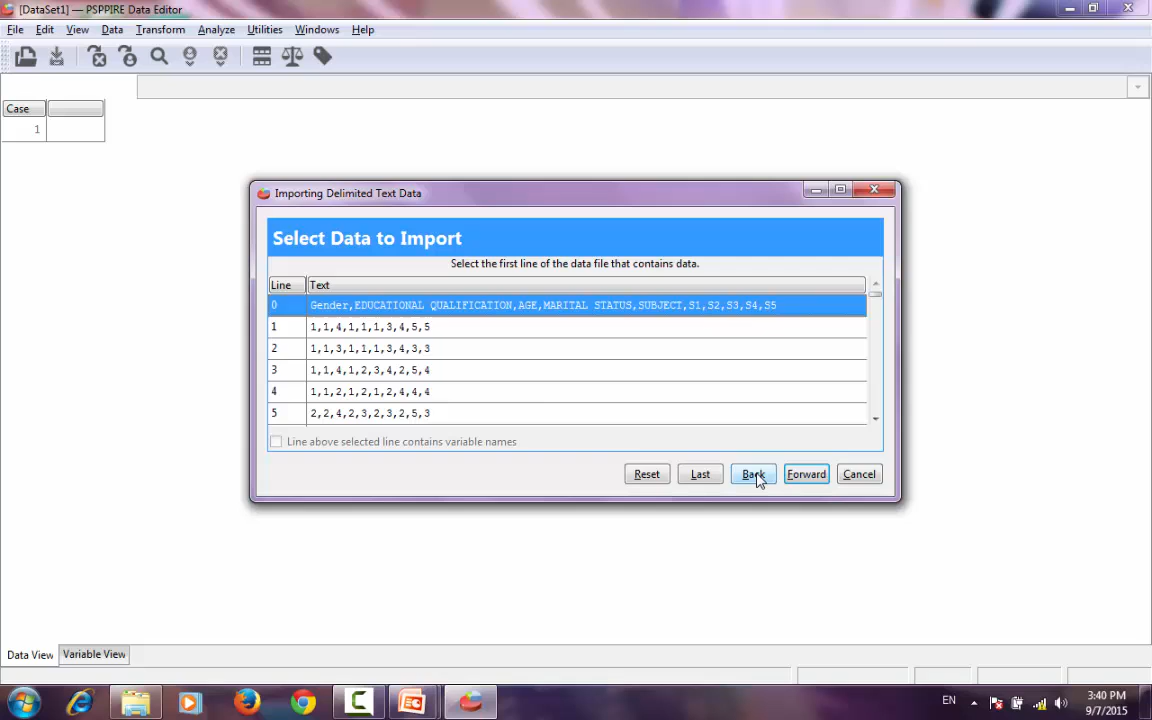 [DataSet1] — PSPPIRE Data Editor
File Edit View Data Transform Analyze Utilities Windows Help
Case
1
Importing Delimited Text Data
Select Data to Import
Select the first line of the data file that contains data.
Line Text
0 Gender,EDUCATIONAL QUALIFICATION,AGE,MARITAL STATUS,SUBJECT,S1,S2,S3,S4,S5
1 1,1,4,1,1,1,3,4,5,5
2 1,1,3,1,1,1,3,4,3,3
3 1,1,4,1,2,3,4,2,5,4
4 1,1,2,1,2,1,2,4,4,4
5 2,2,4,2,3,2,3,2,5,3
Line above selected line contains variable names
Reset Last Back Forward Cancel
Data View Variable View
EN 3:40 PM
9/7/2015